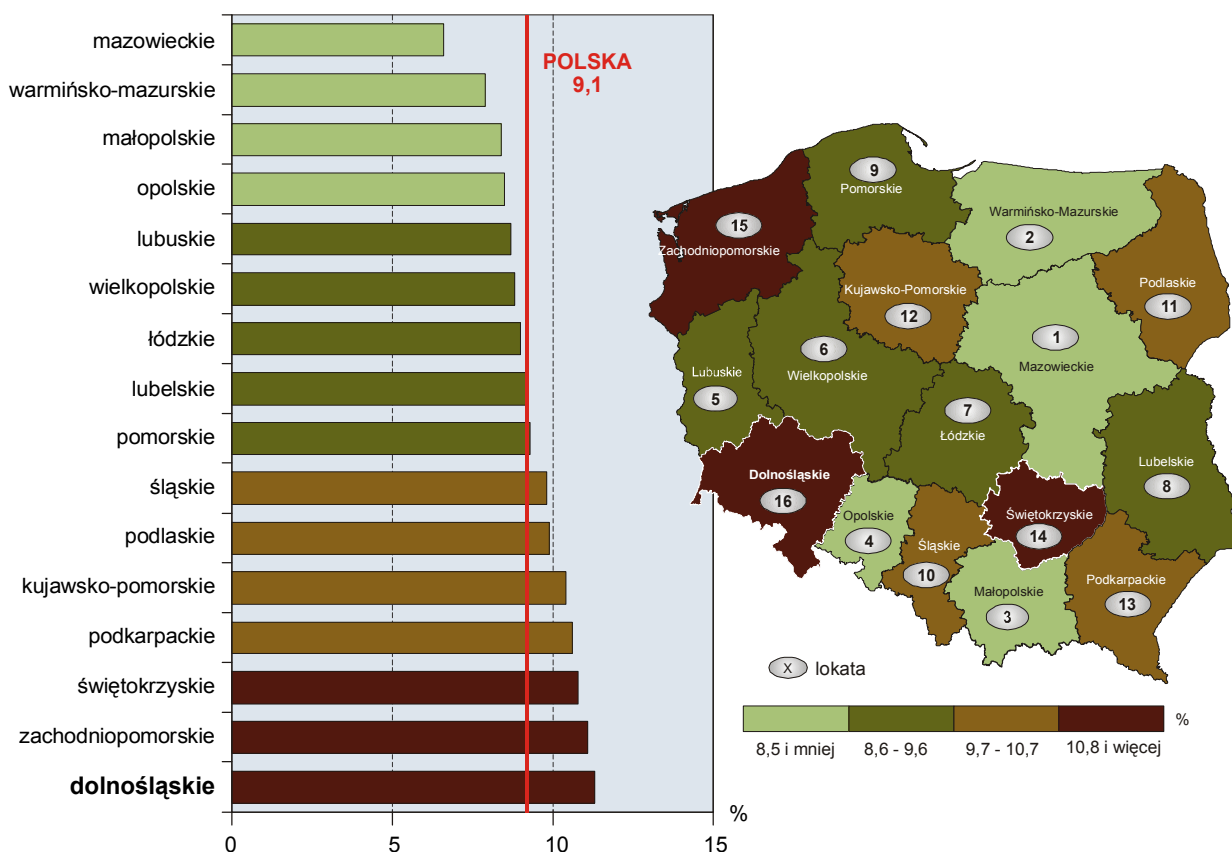 mazowieckie
warmińsko-mazurskie
małopolskie
opolskie
lubuskie
wielkopolskie
łódzkie
lubelskie
pomorskie
śląskie
podlaskie
kujawsko-pomorskie
podkarpackie
świętokrzyskie
zachodniopomorskie
dolnośląskie
POLSKA
9,1
0
5
10
15
%
9
Pomorskie
15
Zachodniopomorskie
Warmińsko-Mazurskie
2
Kujawsko-Pomorskie
12
Podlaskie
11
1
Mazowieckie
6
Wielkopolskie
Lubuskie
5
7
Łódzkie
Lubelskie
8
Dolnośląskie
16
Opolskie
4
Śląskie
10
Świętokrzyskie
14
Małopolskie
3
Podkarpackie
13
X lokata
%
8,5 i mniej
8,6 - 9,6
9,7 - 10,7
10,8 i więcej